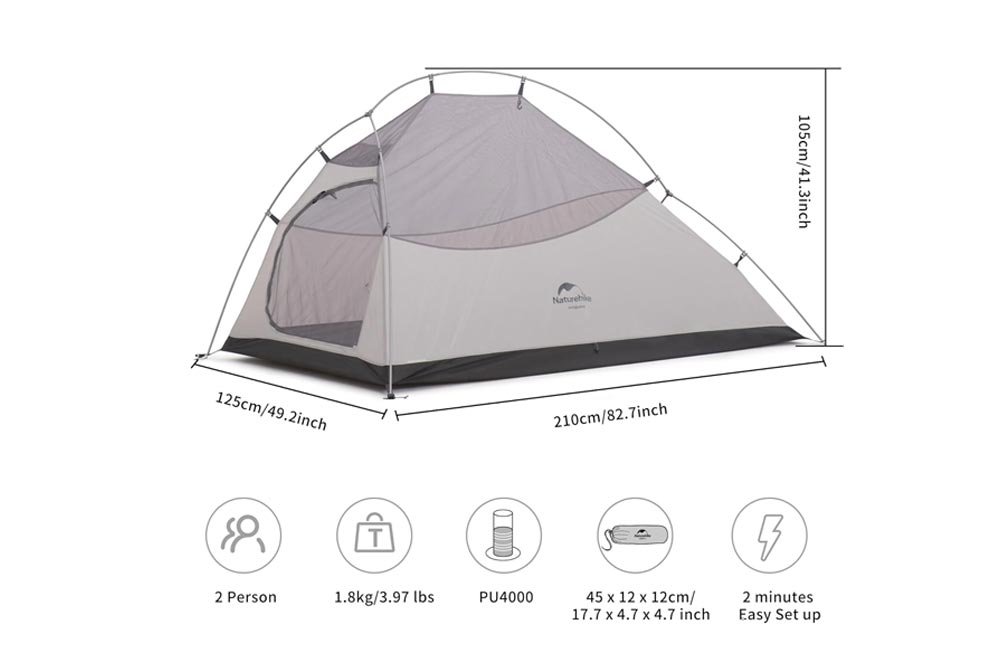 105cm/41.3inch
Naturehike
125cm/49.2inch
210cm/82.7inch
T
Naturehike
2 Person
1.8kg/3.97 lbs
PU4000
45 x 12 x 12cm/
17.7 x 4.7 x 4.7 inch
2 minutes
Easy Set up